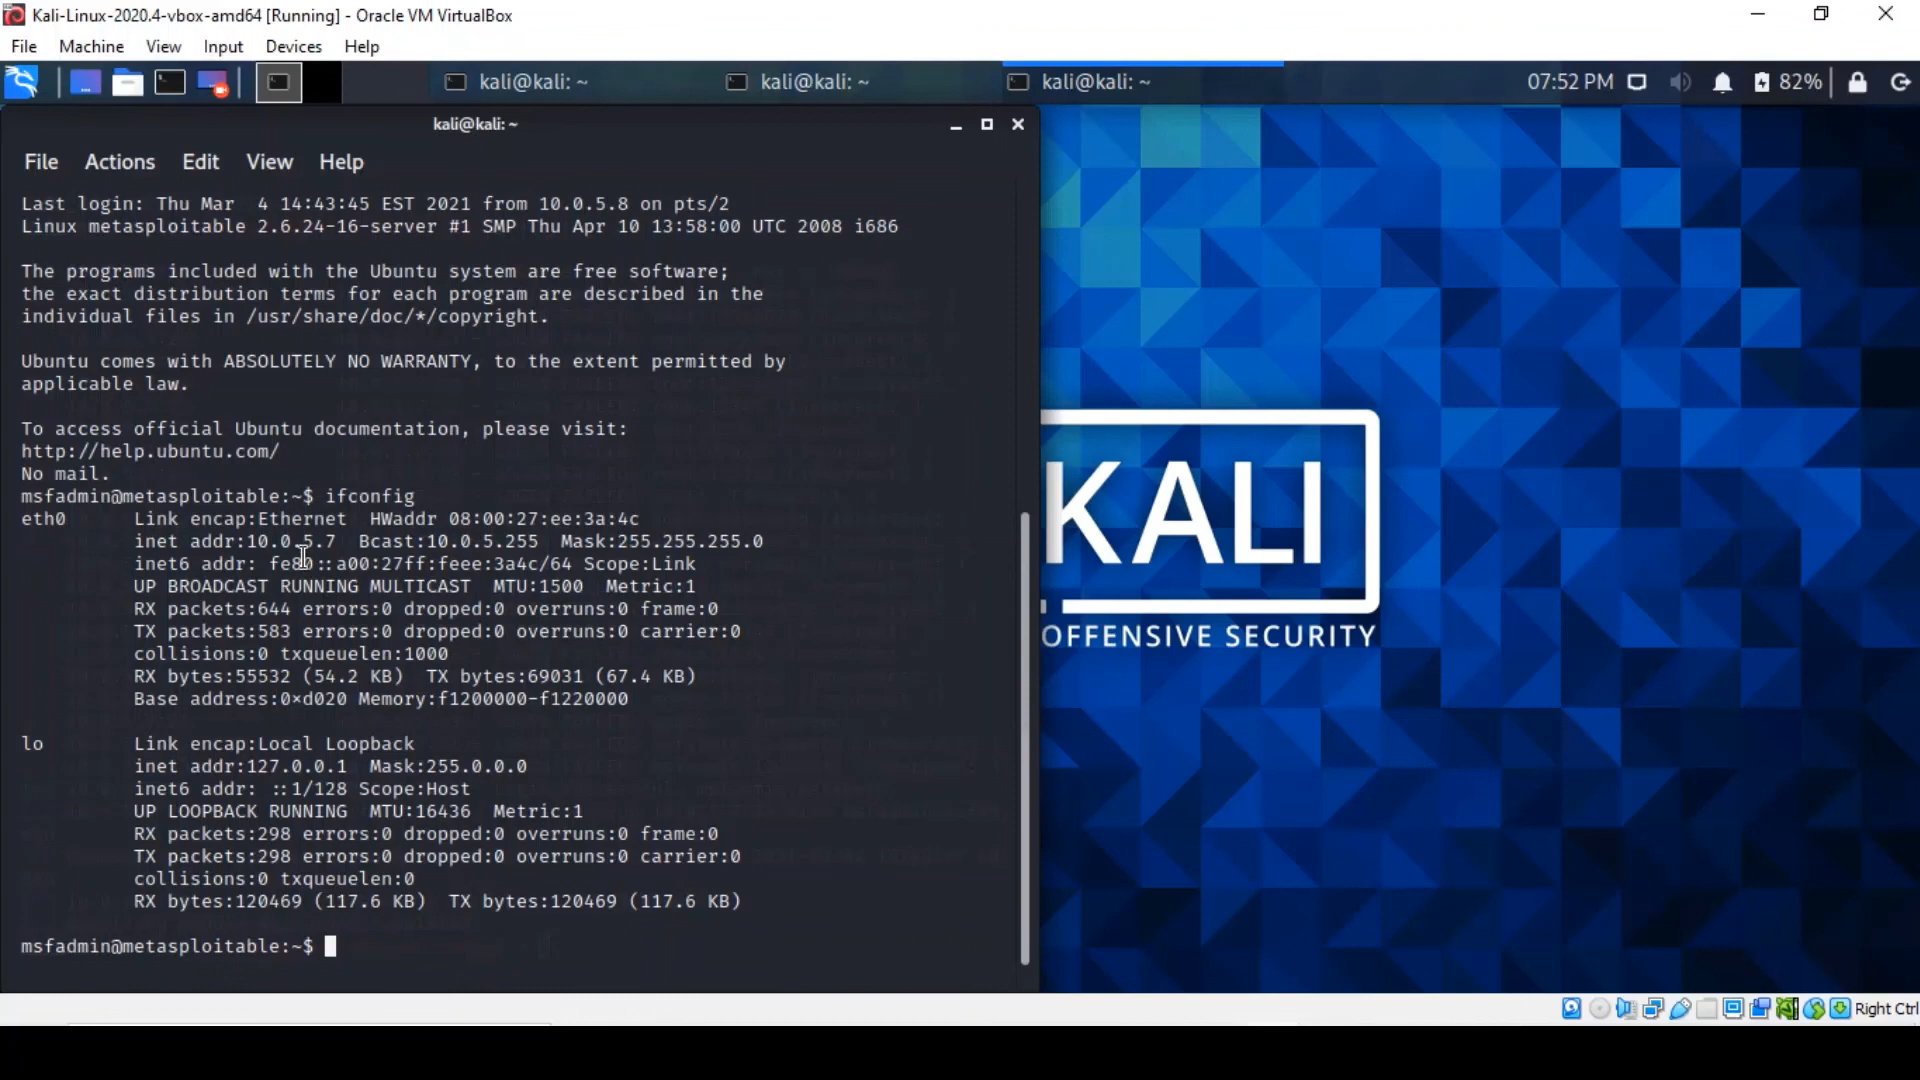 Kali-Linux-2020.4-vbox-amd64 [Running] - Oracle VM VirtualBox
File Machine View Input Devices Help
kali@kali: ~ kali@kali: ~ kali@kali: ~ 07:52 PM 82%
kali@kali: ~
File Actions Edit View Help
Last login: Thu Mar  4 14:43:45 EST 2021 from 10.0.5.8 on pts/2
Linux metasploitable 2.6.24-16-server #1 SMP Thu Apr 10 13:58:00 UTC 2008 i686
The programs included with the Ubuntu system are free software;
the exact distribution terms for each program are described in the
individual files in /usr/share/doc/*/copyright.
Ubuntu comes with ABSOLUTELY NO WARRANTY, to the extent permitted by
applicable law.
To access official Ubuntu documentation, please visit:
http://help.ubuntu.com/
No mail.
msfadmin@metasploitable:~$ ifconfig
eth0      Link encap:Ethernet  HWaddr 08:00:27:ee:3a:4c
inet addr:10.0.5.7  Bcast:10.0.5.255  Mask:255.255.255.0
inet6 addr: fe80::a00:27ff:feee:3a4c/64 Scope:Link
UP BROADCAST RUNNING MULTICAST  MTU:1500  Metric:1
RX packets:644 errors:0 dropped:0 overruns:0 frame:0
TX packets:583 errors:0 dropped:0 overruns:0 carrier:0
collisions:0 txqueuelen:1000
RX bytes:55532 (54.2 KB)  TX bytes:69031 (67.4 KB)
Base address:0×d020 Memory:f1200000-f1220000
lo        Link encap:Local Loopback
inet addr:127.0.0.1  Mask:255.0.0.0
inet6 addr: ::1/128 Scope:Host
UP LOOPBACK RUNNING  MTU:16436  Metric:1
RX packets:298 errors:0 dropped:0 overruns:0 frame:0
TX packets:298 errors:0 dropped:0 overruns:0 carrier:0
collisions:0 txqueuelen:0
RX bytes:120469 (117.6 KB)  TX bytes:120469 (117.6 KB)
msfadmin@metasploitable:~$
KALI
OFFENSIVE SECURITY
Right Ctrl